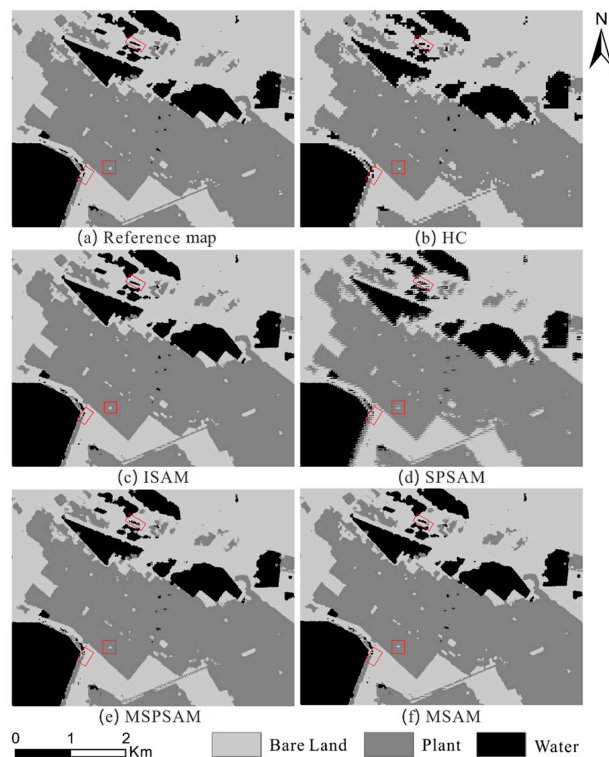 N
(a) Reference map
(b) HC
(c) ISAM
(d) SPSAM
(e) MSPSAM
(f) MSAM
0 1 2
Km
Bare Land
Plant
Water